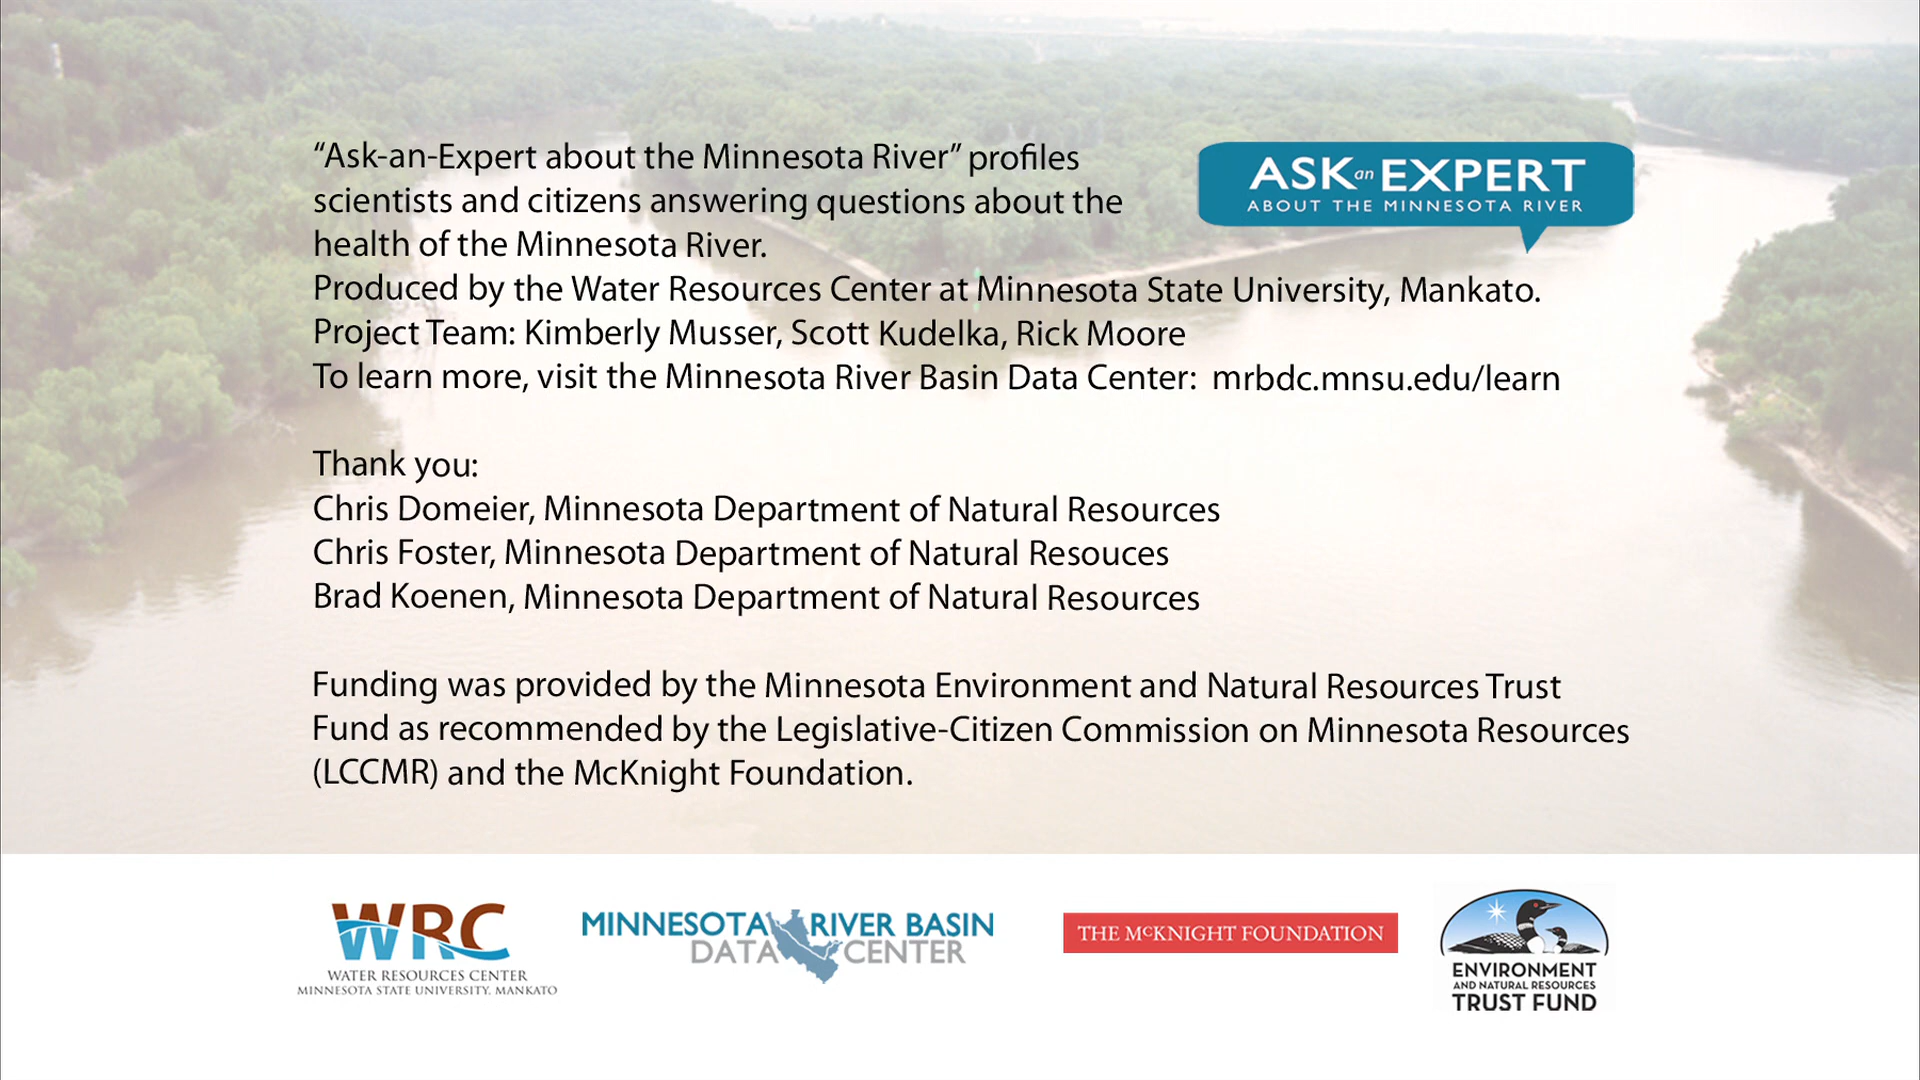 "Ask-an-Expert about the Minnesota River" profiles
scientists and citizens answering questions about the
health of the Minnesota River.
Produced by the Water Resources Center at Minnesota State University, Mankato.
Project Team: Kimberly Musser, Scott Kudelka, Rick Moore
To learn more, visit the Minnesota River Basin Data Center: mrbdc.mnsu.edu/learn
ASK an EXPERT
ABOUT THE MINNESOTA RIVER
Thank you:
Chris Domeier, Minnesota Department of Natural Resources
Chris Foster, Minnesota Department of Natural Resouces
Brad Koenen, Minnesota Department of Natural Resources
Funding was provided by the Minnesota Environment and Natural Resources Trust
Fund as recommended by the Legislative-Citizen Commission on Minnesota Resources
(LCCMR) and the McKnight Foundation.
WRC
WATER RESOURCES CENTER
MINNESOTA STATE UNIVERSITY, MANKATO
MINNESOTA RIVER BASIN
DATA CENTER
THE McKNIGHT FOUNDATION
ENVIRONMENT
AND NATURAL RESOURCES
TRUST FUND